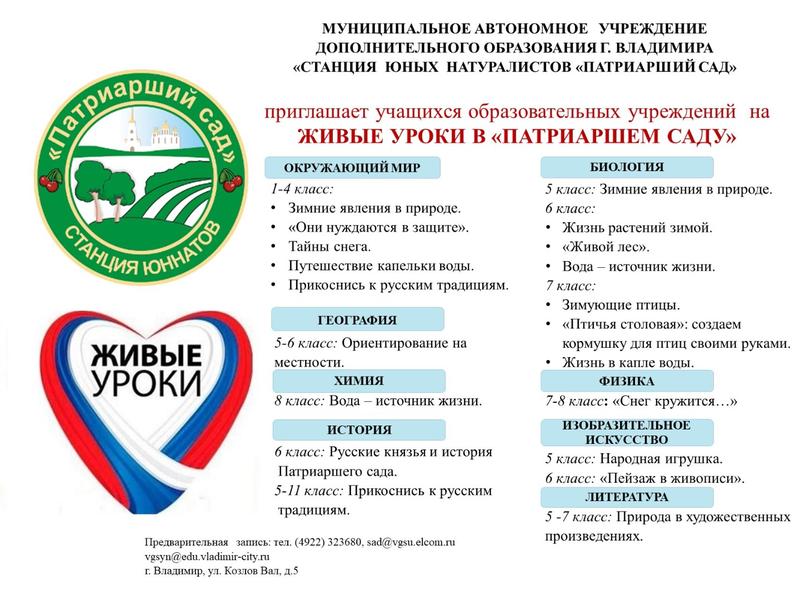 МУНИЦИПАЛЬНОЕ АВТОНОМНОЕ УЧРЕЖДЕНИЕ
ДОПОЛНИТЕЛЬНОГО ОБРАЗОВАНИЯ Г. ВЛАДИМИРА
«СТАНЦИЯ ЮНЫХ НАТУРАЛИСТОВ «ПАТРИАРШИЙ САД»
приглашает учащихся образовательных учреждений на
ЖИВЫЕ УРОКИ В «ПАТРИАРШЕМ САДУ»
«Патриарший сад»
СТАНЦИЯ ЮННАТОВ
ЖИВЫЕ
УРОКИ
ОКРУЖАЮЩИЙ МИР
1-4 класс:
• Зимние явления в природе.
• «Они нуждаются в защите».
• Тайны снега.
• Путешествие капельки воды.
• Прикоснись к русским традициям.
ГЕОГРАФИЯ
5-6 класс: Ориентирование на
местности.
ХИМИЯ
8 класс: Вода – источник жизни.
ИСТОРИЯ
6 класс: Русские князья и история
Патриаршего сада.
5-11 класс: Прикоснись к русским
традициям.
БИОЛОГИЯ
5 класс: Зимние явления в природе.
6 класс:
• Жизнь растений зимой.
• «Живой лес».
• Вода – источник жизни.
7 класс:
• Зимующие птицы.
• «Птичья столовая»: создаем
кормушку для птиц своими руками.
• Жизнь в капле воды.
ФИЗИКА
7-8 класс: «Снег кружится…»
ИЗОБРАЗИТЕЛЬНОЕ
ИСКУССТВО
5 класс: Народная игрушка.
6 класс: «Пейзаж в живописи».
ЛИТЕРАТУРА
5 -7 класс: Природа в художественных
произведениях.
Предварительная запись: тел. (4922) 323680, sad@vgsu.elcom.ru
vgsyn@edu.vladimir-city.ru
г. Владимир, ул. Козлов Вал, д.5